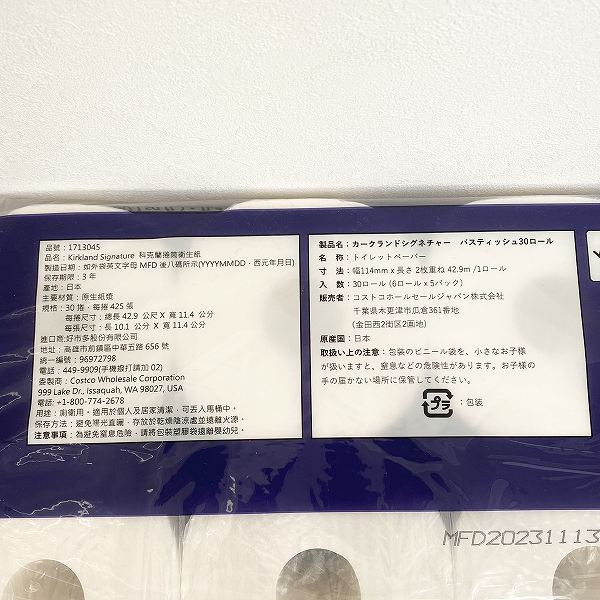 品號：1713045
品名：Kirkland Signature 科克蘭捲筒衛生紙
製造日期：如外袋英文字母 MFD 後八碼所示(YYYYMMDD，西元年月日)
保存期限：3 年
產地：日本
主要材質：原生紙漿
規格：30 捲，每捲 425 張
每捲尺寸：總長 42.9 公尺 X 寬 11.4 公分
每張尺寸：長 10.1 公分 X 寬 11.4 公分
進口商：好市多股份有限公司
地址：高雄市前鎮區中華五路 656 號
統一編號：96972798
電話：449-9909(手機撥打請加 02)
委製商：Costco Wholesale Corporation
999 Lake Dr., Issaquah, WA 98027, USA
電話：+1-800-774-2678
用途：廁衛用。適用於個人及居家清潔，可丟入馬桶中。
保存方法：避免陽光直曬，存放於乾燥陰涼處並遠離火源。
注意事項：為避免窒息危險，請將包裝塑膠袋遠離嬰幼兒。
製品名：カークランドシグネチャー バスティッシュ30ロール
名　称：トイレットペーパー
寸　法：幅114mm x 長さ 2枚重ね 42.9m /1ロール
入　数：30ロール (6ロール x 5パック)
販売者：コストコホールセールジャパン株式会社
千葉県木更津市瓜倉361番地
(金田西2街区2画地)
原産国：日本
取扱い上の注意：包装のビニール袋を、小さなお子様
が扱いますと、窒息などの危険性があります。お子様の
手の届かない場所に保管してください。
プラ ：包装
MFD20231113